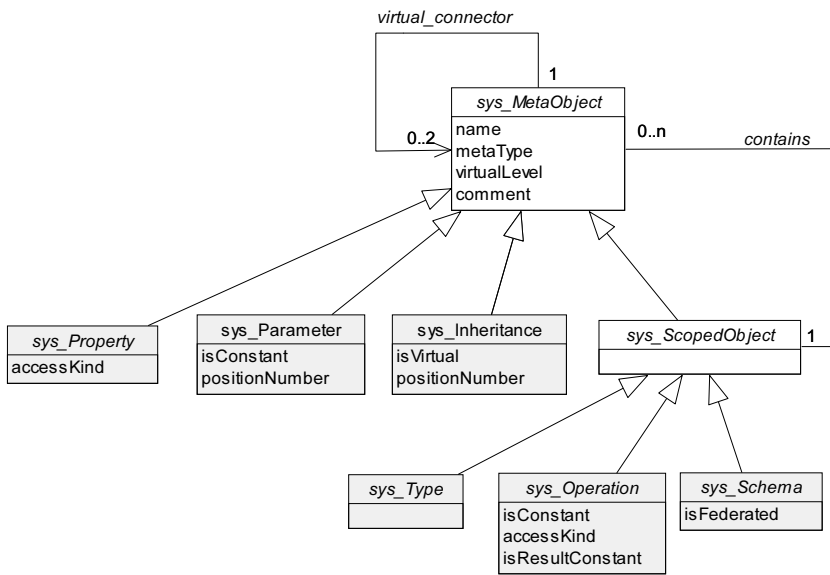 virtual_connector
1
sys_MetaObject
0..2
name
metaType
virtualLevel
comment
0..n
contains
sys_Property
accessKind
sys_Parameter
isConstant
positionNumber
sys_Inheritance
isVirtual
positionNumber
sys_ScopedObject
1
sys_Type
sys_Operation
isConstant
accessKind
isResultConstant
sys_Schema
isFederated